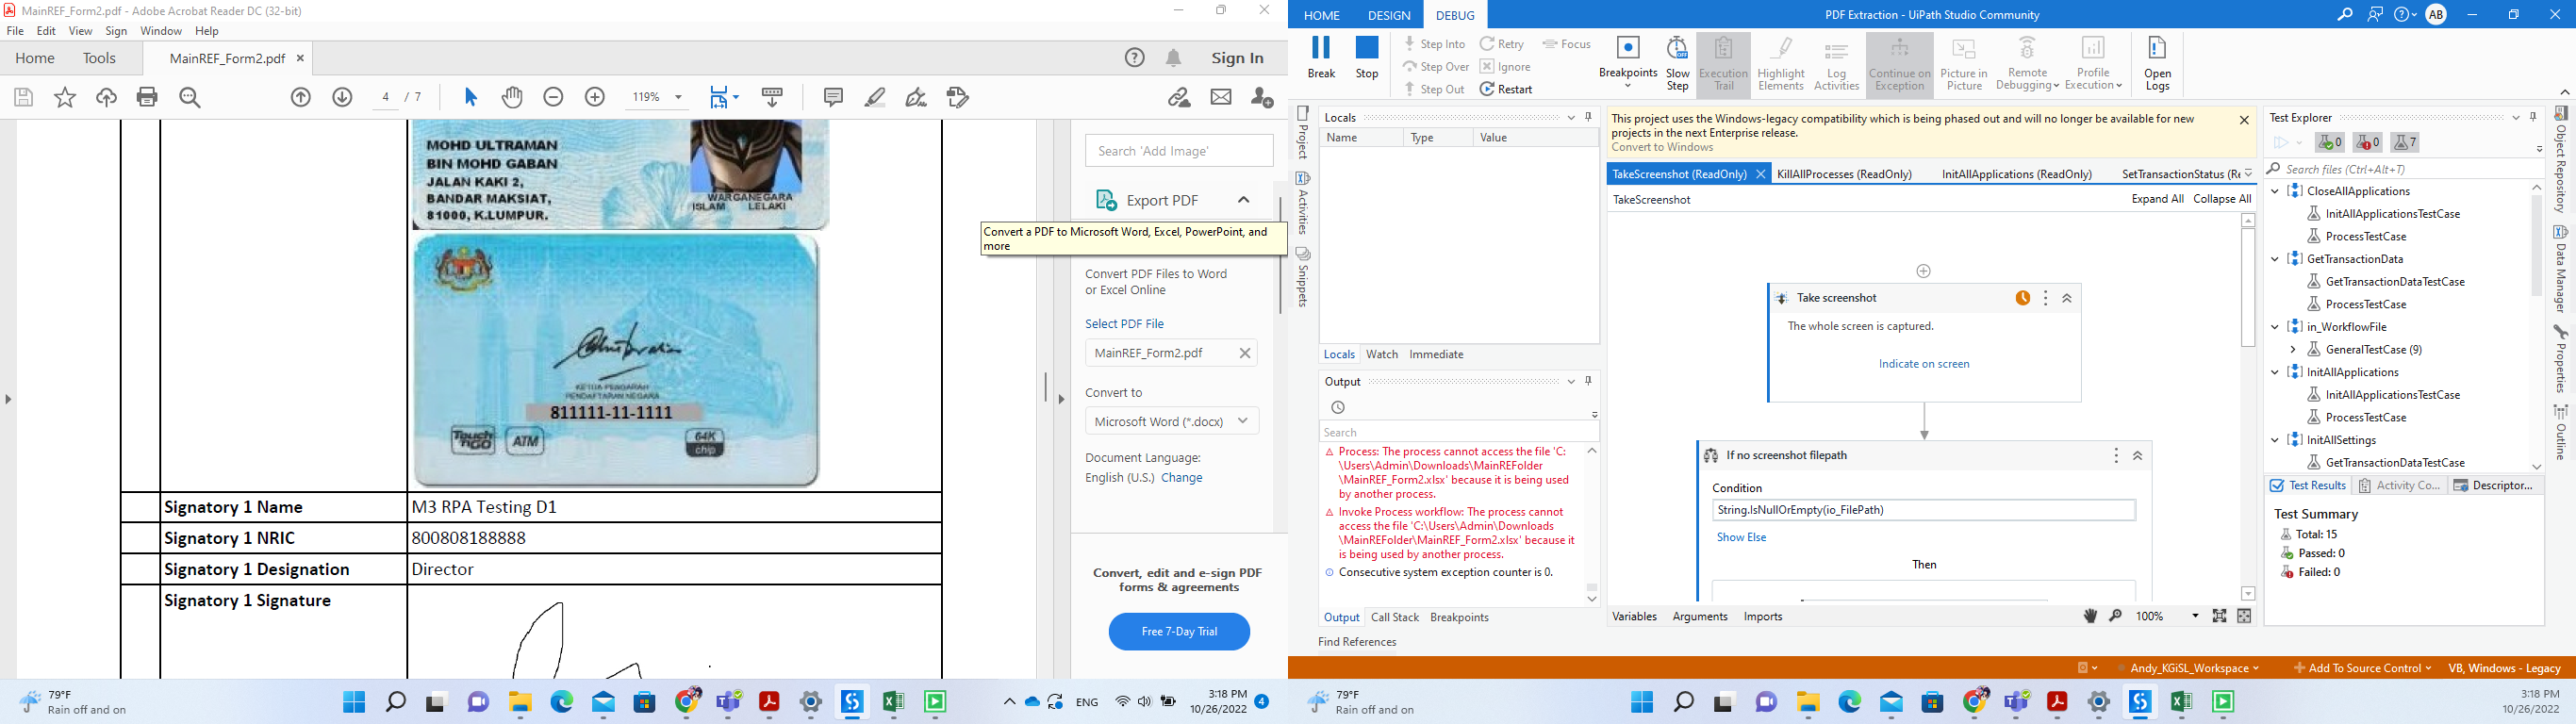 MainREF_Form2.pdf - Adobe Acrobat Reader DC (32-bit)
File Edit View Sign Window Help
Home Tools MainREF_Form2.pdf × Sign In
4 / 7 119%
MOHD ULTRAMAN
BIN MOHD GABAN
JALAN KAKI 2,
BANDAR MAKSIAT,
81000, K.LUMPUR.
WARGANEGARA
ISLAM LELAKI
KETUA PENGARAH
PENDAFTARAN NEGARA
811111-11-1111
Touch nGO ATM 64K chip
Signatory 1 Name M3 RPA Testing D1
Signatory 1 NRIC 800808188888
Signatory 1 Designation Director
Signatory 1 Signature
Search 'Add Image'
Export PDF
Convert a PDF to Microsoft Word, Excel, PowerPoint, and
more
Convert PDF Files to Word
or Excel Online
Select PDF File
MainREF_Form2.pdf
Convert to
Microsoft Word (*.docx)
Document Language:
English (U.S.) Change
Convert, edit and e-sign PDF
forms & agreements
Free 7-Day Trial
79°F
Rain off and on
ENG
3:18 PM
10/26/2022
4
HOME DESIGN DEBUG PDF Extraction - UiPath Studio Community AB
Break Stop
Step Into Retry Focus
Step Over Ignore
Step Out Restart
Breakpoints
Slow Step
Execution Trail
Highlight Elements
Log Activities
Continue on Exception
Picture in Picture
Remote Debugging
Profile Execution
Open Logs
Project
Activities
Snippets
Locals
Name Type Value
Locals Watch Immediate
Output
Search
Process: The process cannot access the file 'C:
\Users\Admin\Downloads\MainREFolder
\MainREF_Form2.xlsx' because it is being used
by another process.
Invoke Process workflow: The process cannot
access the file 'C:\Users\Admin\Downloads
\MainREFolder\MainREF_Form2.xlsx' because it
is being used by another process.
Consecutive system exception counter is 0.
Output Call Stack Breakpoints
Find References
This project uses the Windows-legacy compatibility which is being phased out and will no longer be available for new
projects in the next Enterprise release.
Convert to Windows
TakeScreenshot (ReadOnly) KillAllProcesses (ReadOnly) InitAllApplications (ReadOnly) SetTransactionStatus (Re
TakeScreenshot Expand All Collapse All
Take screenshot
The whole screen is captured.
Indicate on screen
If no screenshot filepath
Condition
String.IsNullOrEmpty(io_FilePath)
Show Else
Then
Variables Arguments Imports 100%
Test Explorer
Search files (Ctrl+Alt+T)
CloseAllApplications
InitAllApplicationsTestCase
ProcessTestCase
GetTransactionData
GetTransactionDataTestCase
ProcessTestCase
in_WorkflowFile
GeneralTestCase (9)
InitAllApplications
InitAllApplicationsTestCase
ProcessTestCase
InitAllSettings
GetTransactionDataTestCase
0 0 7
Test Results Activity Co... Descriptor...
Test Summary
Total: 15
Passed: 0
Failed: 0
Object Repository
Data Manager
Properties
Outline
Andy_KGiSL_Workspace Add To Source Control VB, Windows - Legacy
79°F
Rain off and on
3:18 PM
10/26/2022